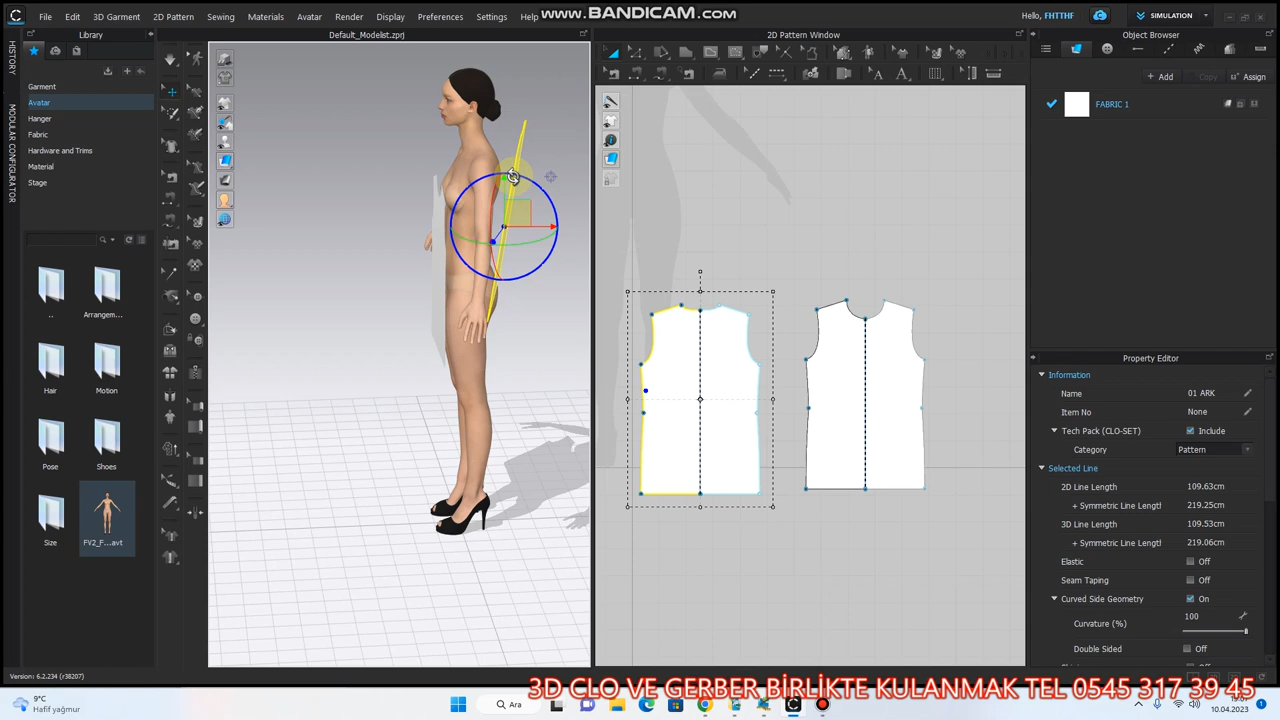 www.BANDICAM.com
File Edit 3D Garment 2D Pattern Sewing Materials Avatar Render Display Preferences Settings Help
Hello, FHTTHF
SIMULATION
Library
Default_Modelist.zprj
2D Pattern Window
Object Browser
HISTORY
MODULAR CONFIGURATOR
Garment
Avatar
Hanger
Fabric
Hardware and Trims
Material
Stage
..
Arrangem...
Hair
Motion
Pose
Shoes
Size
FV2_F...avt
+ Add
Copy
Assign
FABRIC 1
Property Editor
Information
Name 01 ARK
Item No None
Tech Pack (CLO-SET) Include
Category Pattern
Selected Line
2D Line Length 109.63cm
+ Symmetric Line Lengtl 219.25cm
3D Line Length 109.53cm
+ Symmetric Line Lengtl 219.06cm
Elastic Off
Seam Taping Off
Curved Side Geometry On
Curvature (%) 100
Double Sided Off
Version: 6.2.234 (r38207)
3D CLO VE GERBER BİRLİKTE KULLANMAK TEL 0545 317 39 45
9°C
Hafif yağmur
Ara
10.04.2023